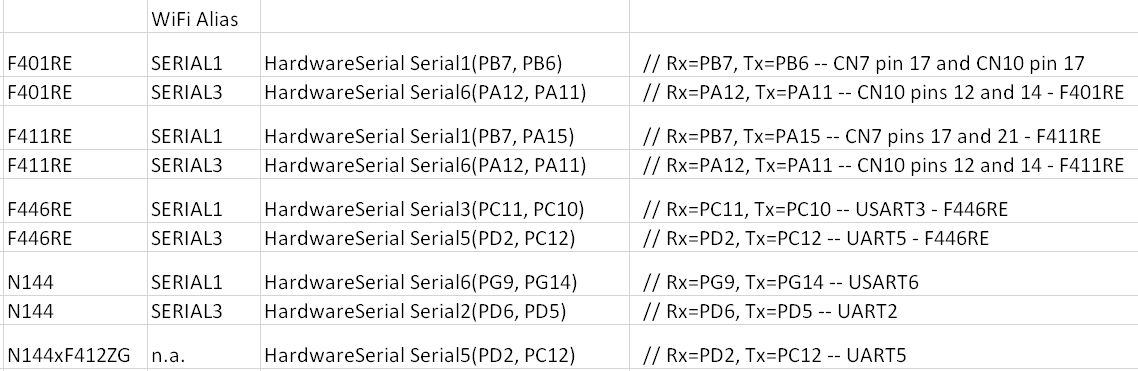 WiFi Alias
F401RE SERIAL1 HardwareSerial Serial1(PB7, PB6) // Rx=PB7, Tx=PB6 -- CN7 pin 17 and CN10 pin 17
F401RE SERIAL3 HardwareSerial Serial6(PA12, PA11) // Rx=PA12, Tx=PA11 -- CN10 pins 12 and 14 - F401RE
F411RE SERIAL1 HardwareSerial Serial1(PB7, PA15) // Rx=PB7, Tx=PA15 -- CN7 pins 17 and 21 - F411RE
F411RE SERIAL3 HardwareSerial Serial6(PA12, PA11) // Rx=PA12, Tx=PA11 -- CN10 pins 12 and 14 - F411RE
F446RE SERIAL1 HardwareSerial Serial3(PC11, PC10) // Rx=PC11, Tx=PC10 -- USART3 - F446RE
F446RE SERIAL3 HardwareSerial Serial5(PD2, PC12) // Rx=PD2, Tx=PC12 -- UART5 - F446RE
N144 SERIAL1 HardwareSerial Serial6(PG9, PG14) // Rx=PG9, Tx=PG14 -- USART6
N144 SERIAL3 HardwareSerial Serial2(PD6, PD5) // Rx=PD6, Tx=PD5 -- UART2
N144xF412ZG n.a. HardwareSerial Serial5(PD2, PC12) // Rx=PD2, Tx=PC12 -- UART5